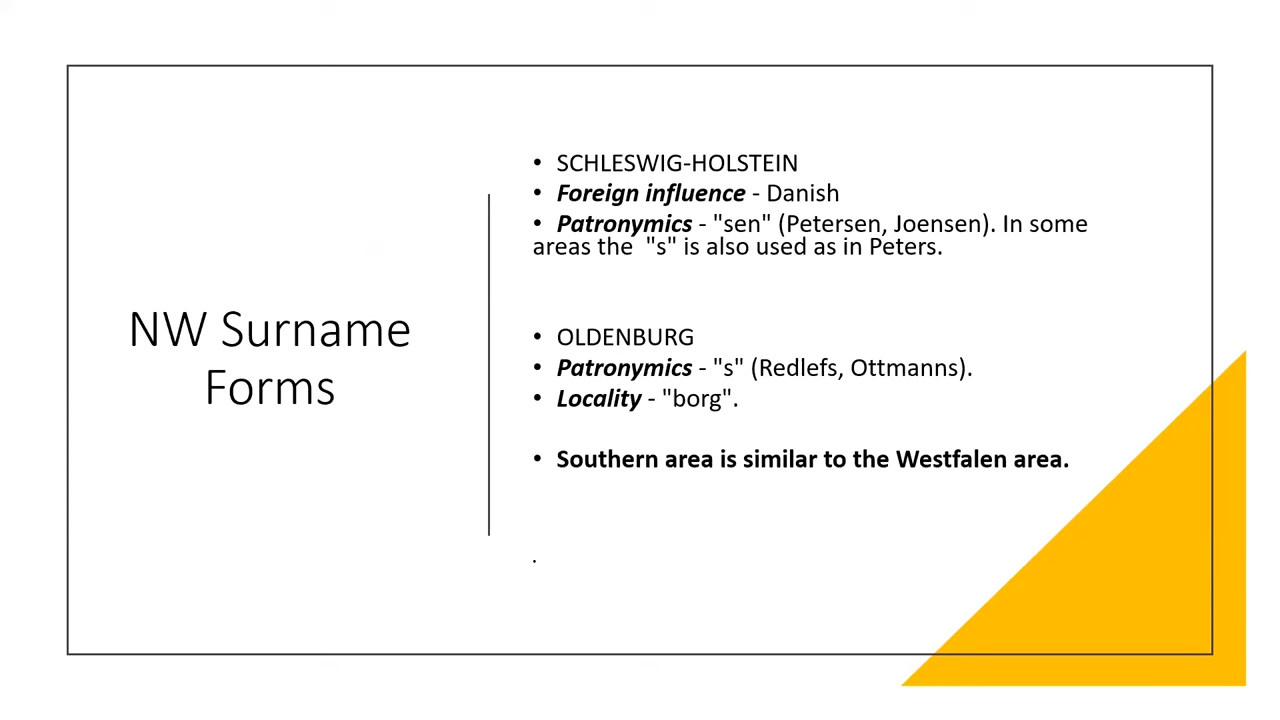 NW Surname
Forms
• SCHLESWIG-HOLSTEIN
• Foreign influence - Danish
• Patronymics - "sen" (Petersen, Joensen). In some
areas the "s" is also used as in Peters.
• OLDENBURG
• Patronymics - "s" (Redlefs, Ottmanns).
• Locality - "borg".
• Southern area is similar to the Westfalen area.
.